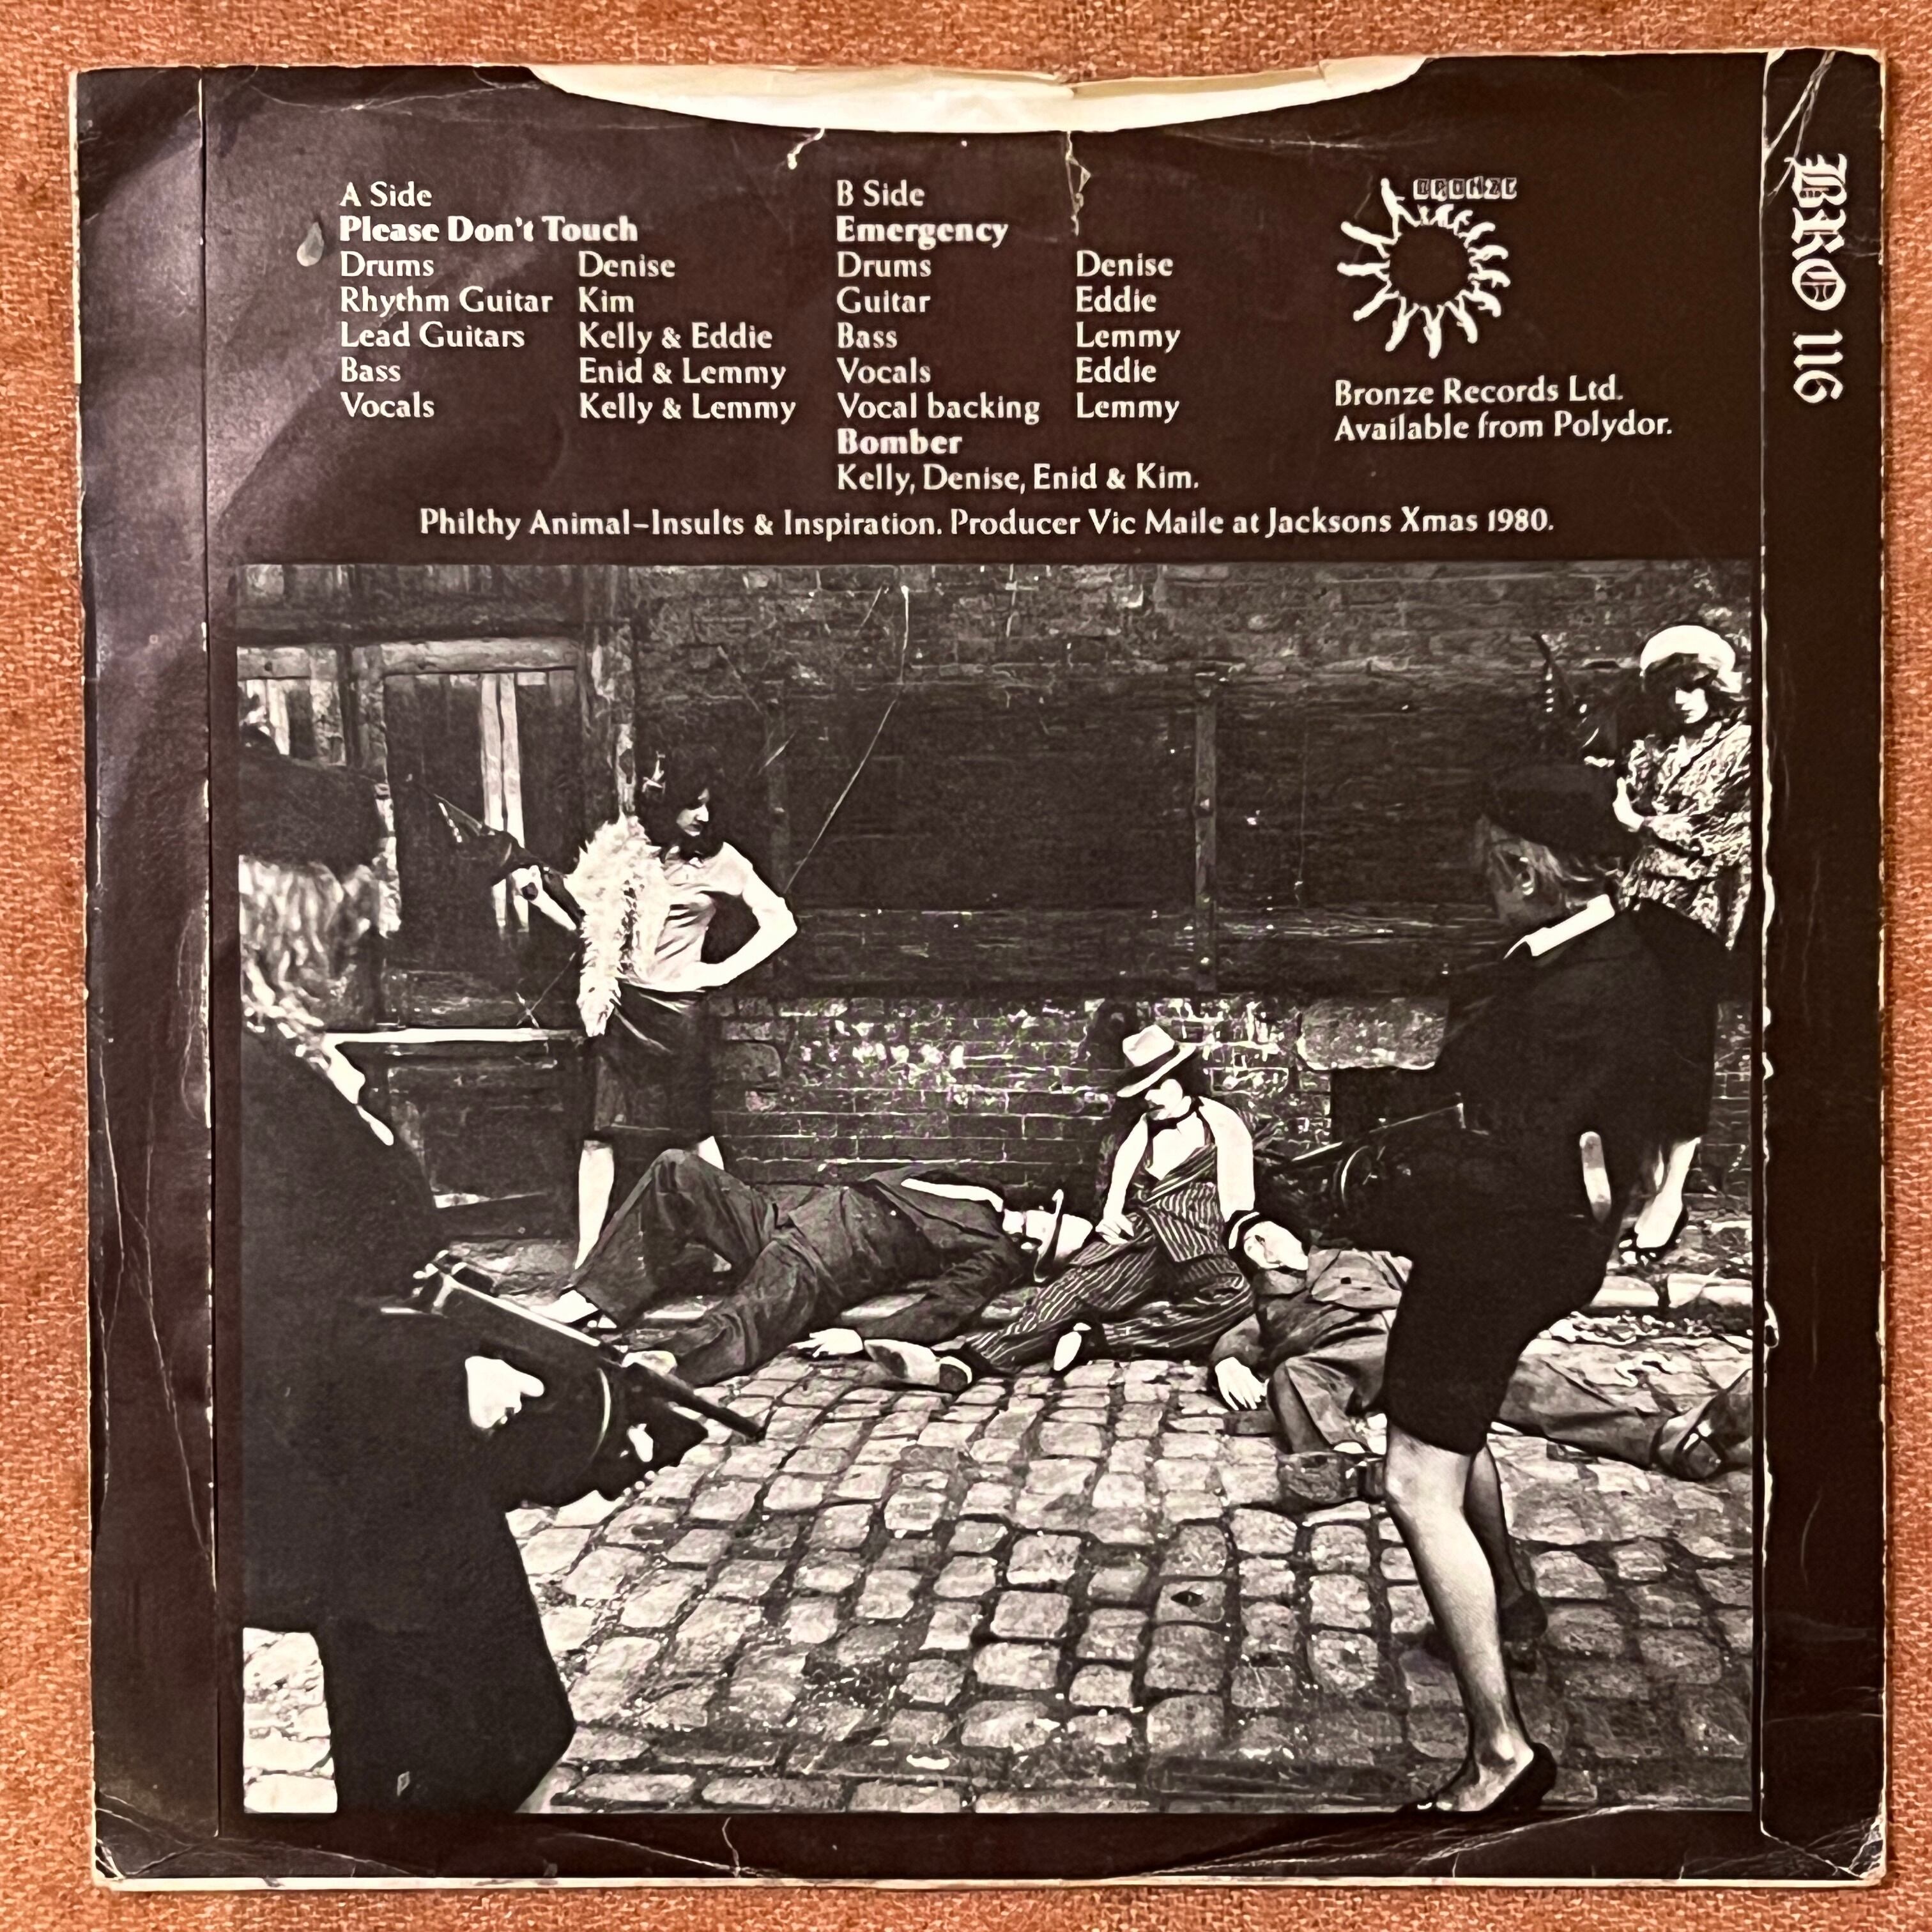 A Side
Please Don't Touch
Drums Denise
Rhythm Guitar Kim
Lead Guitars Kelly & Eddie
Bass Enid & Lemmy
Vocals Kelly & Lemmy
B Side
Emergency
Drums Denise
Guitar Eddie
Bass Lemmy
Vocals Eddie
Vocal backing Lemmy
Bomber
Kelly, Denise, Enid & Kim.
BRONZE
Bronze Records Ltd.
Available from Polydor.
Philthy Animal–Insults & Inspiration. Producer Vic Maile at Jacksons Xmas 1980.
BRO 116